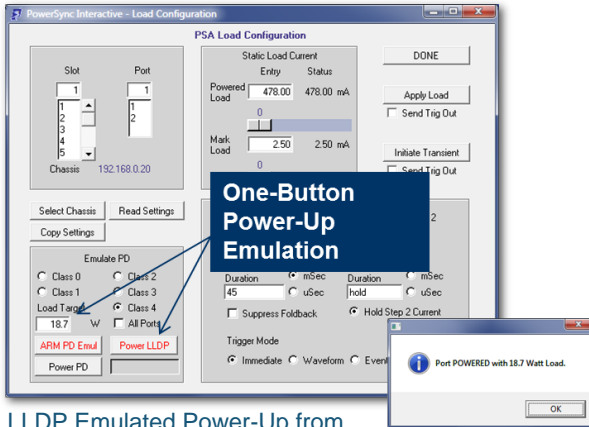 PowerSync Interactive - Load Configuration
PSA Load Configuration
Slot
Port
1
1
1
2
3
4
5
1
2
Chassis 192.168.0.20
Static Load Current
Entry Status
Powered Load 478.00 478.00 mA
0
Mark Load 2.50 2.50 mA
0
DONE
Apply Load
Send Trig Out
Initiate Transient
Send Trig Out
Select Chassis
Read Settings
Copy Settings
One-Button
Power-Up
Emulation
2
Emulate PD
Class 0 Class 2
Class 1 Class 3
Load Target Class 4
18.7 W All Ports
ARM PD Emul
Power LLDP
Power PD
Duration mSec
45 uSec
Duration mSec
hold uSec
Suppress Foldback
Hold Step 2 Current
Trigger Mode
Immediate Waveform Event
Port POWERED with 18.7 Watt Load.
OK
LLDP Emulated Power-Up from